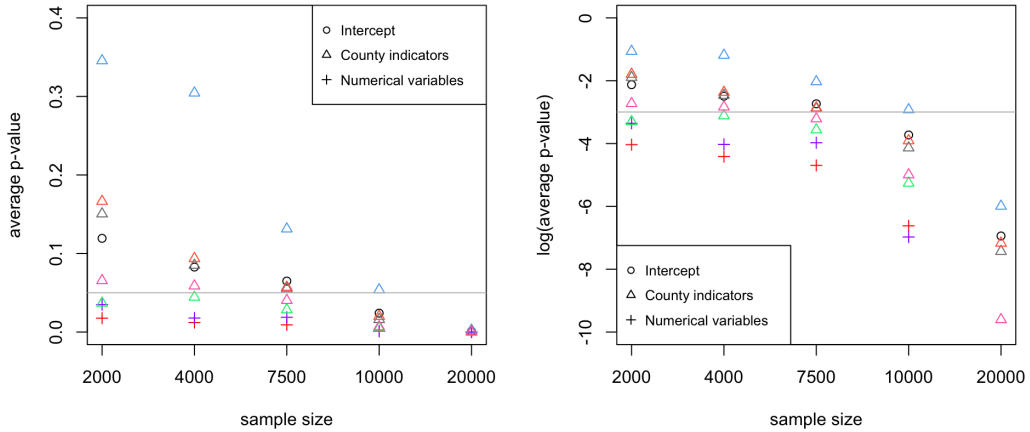 average p-value
0.0
0.1
0.2
0.3
0.4
Intercept
County indicators
Numerical variables
2000 4000 7500 10000 20000
sample size
log(average p-value)
0
-2
-4
-6
-8
-10
Intercept
County indicators
Numerical variables
2000 4000 7500 10000 20000
sample size